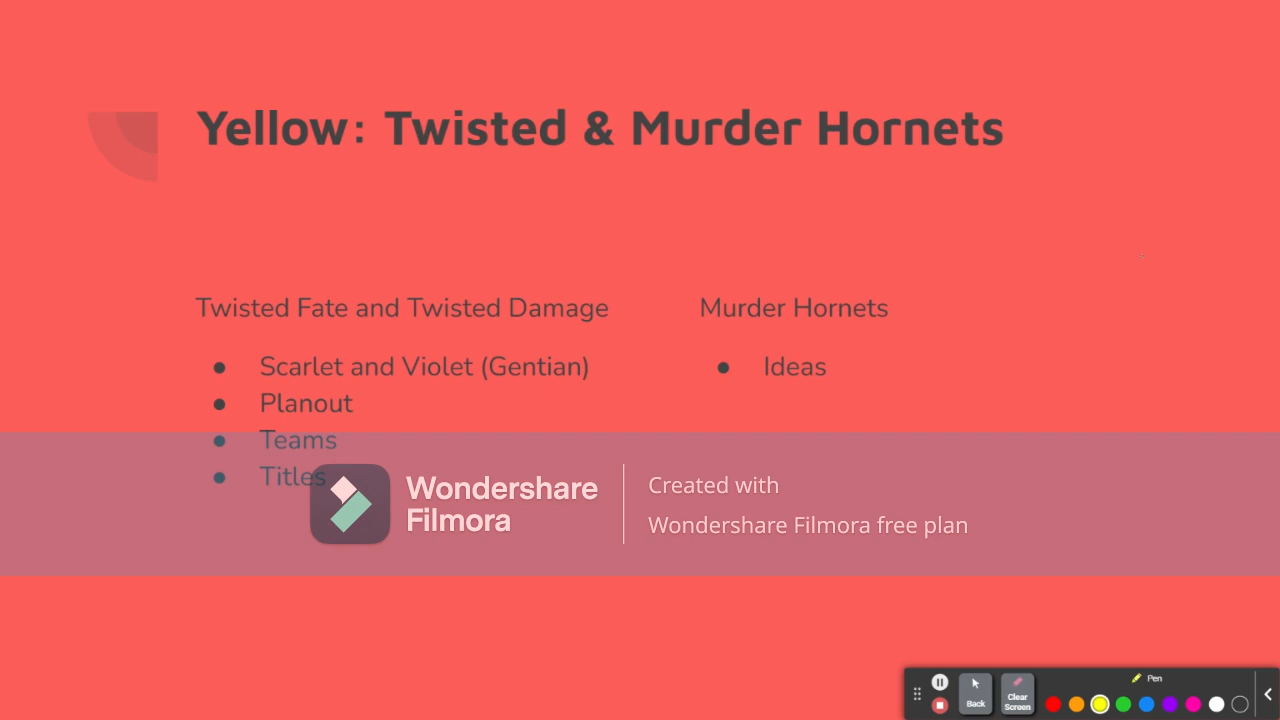 Yellow: Twisted & Murder Hornets
Twisted Fate and Twisted Damage
Scarlet and Violet (Gentian)
Planout
Teams
Titles
Murder Hornets
Ideas
Wondershare
Filmora
Created with
Wondershare Filmora free plan
Pen
Back
Clear
Screen